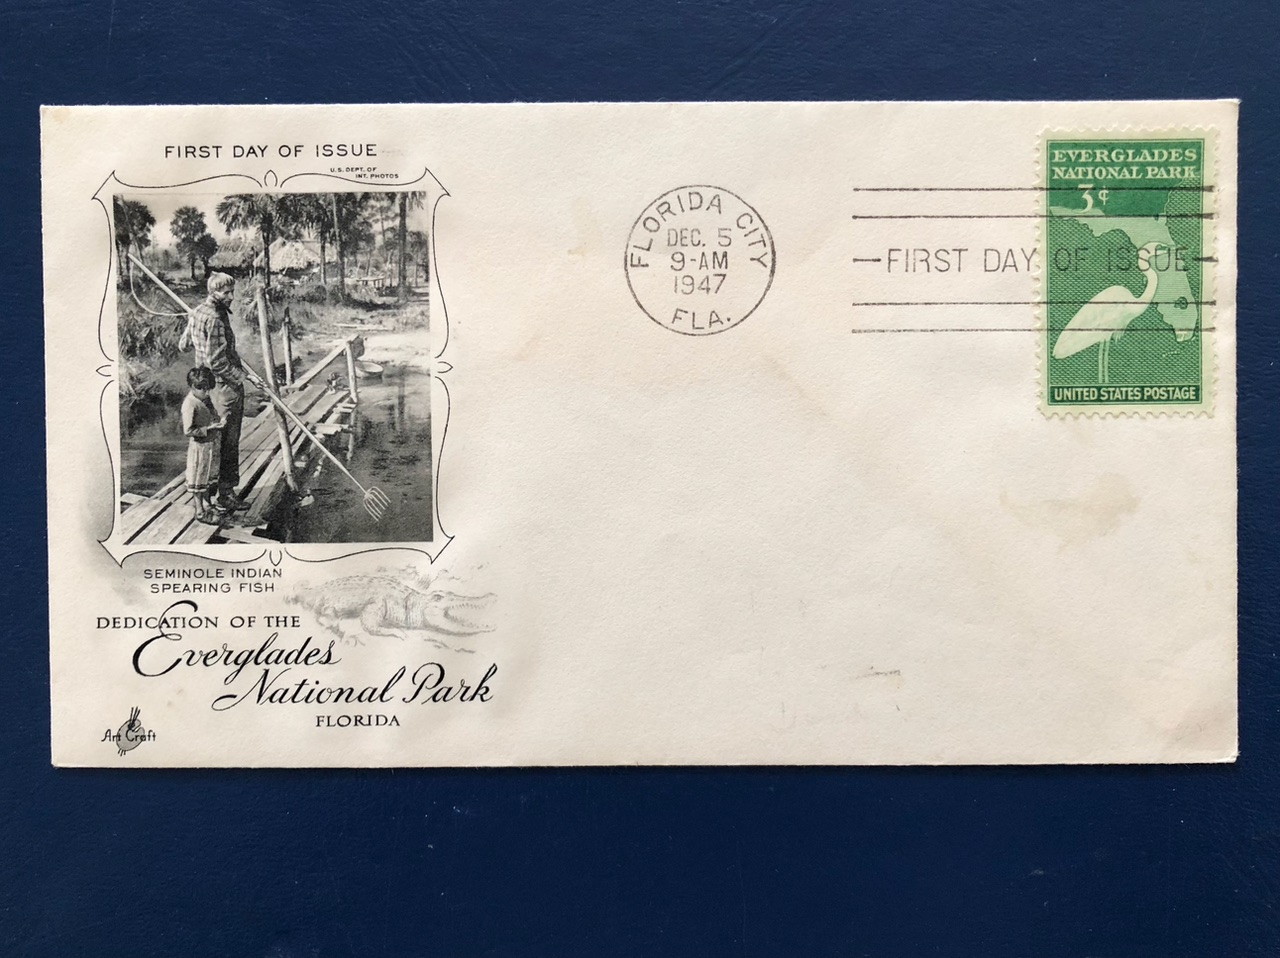 FIRST DAY OF ISSUE
U.S. DEPT. OF
INT. PHOTOS
SEMINOLE INDIAN
SPEARING FISH
DEDICATION OF THE
Everglades
National Park
FLORIDA
Art Craft
FLORIDA CITY
DEC. 5
9-AM
1947
FLA.
FIRST DAY OF ISSUE
EVERGLADES
NATIONAL PARK
3¢
UNITED STATES POSTAGE